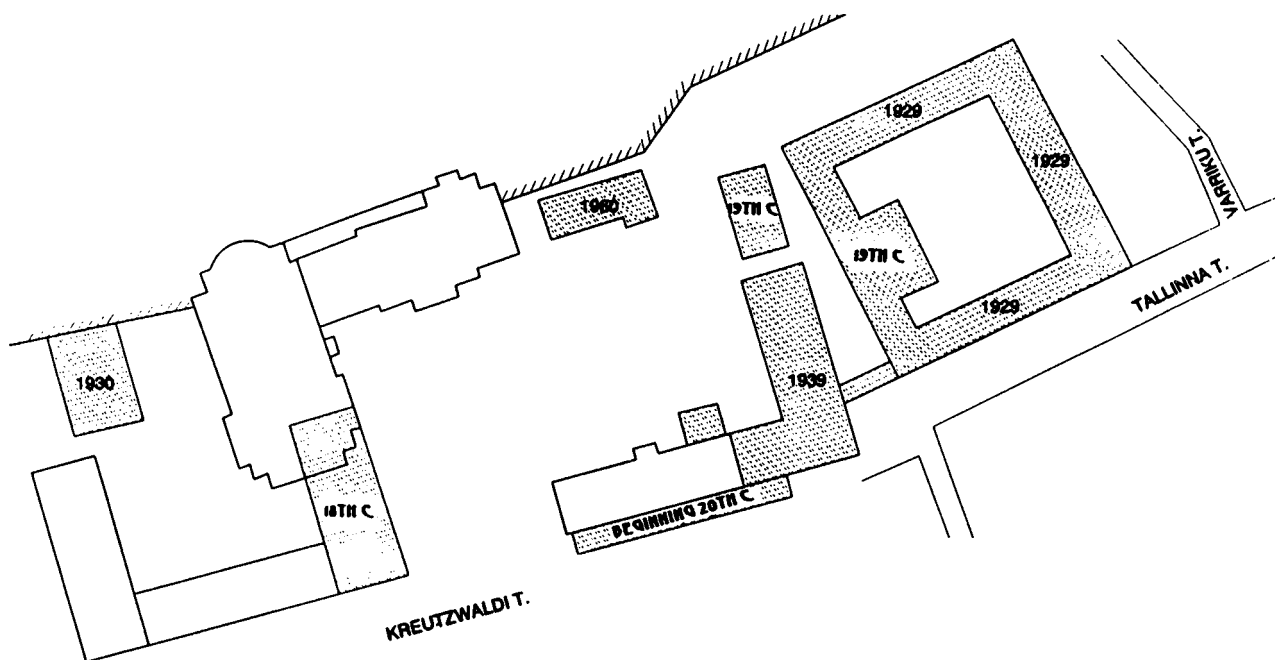 1929
1929
VARRIKU T.
1960
19TH C
19TH C
TALLINNA T.
1929
1930
1939
18TH C
BEGINNING 20TH C
KREUTZWALDI T.